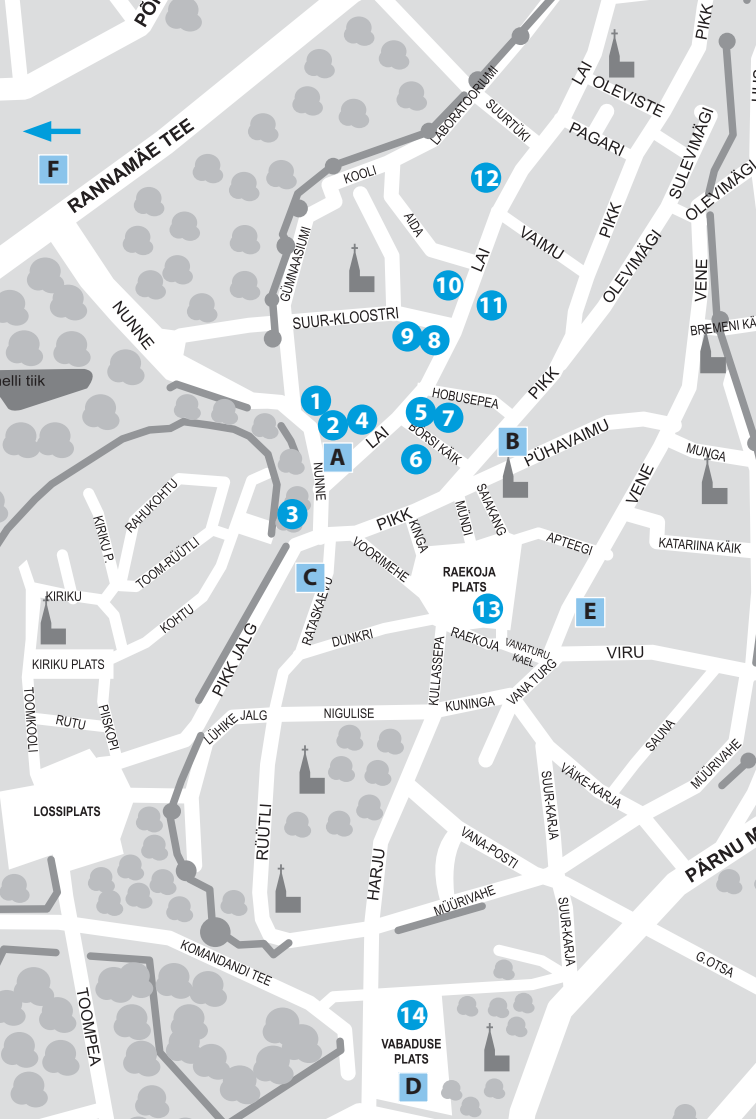 PÕ
PIKK
LAI
OLEVISTE
LABORATOORIUMI
SUURTÜKI
PAGARI
SULEVIMÄGI
OLEVIMÄGI
F
RANNAMÄE TEE
KOOLI
12
AIDA
PIKK
VAIMU
LAI
OLEVIMÄGI
GÜMNAASIUMI
VENE
10
11
NUNNE
SUUR-KLOOSTRI
9
8
BREMENI KÄ
elli tiik
1
2
4
HOBUSEPEA
5
7
PIKK
LAI
BÖRSI KÄIK
6
A
B
PÜHAVAIMU
MUNGA
NUNNE
VENE
RAHUKOHTU
3
PIKK
KINGA
MÜNDI
SAIAKANG
KIRIKU P.
TOOM-RÜÜTLI
VOORIMEHE
APTEEGI
KATARIINA KÄIK
C
RAEKOJA
PLATS
13
KIRIKU
KOHTU
RATASKAEVU
E
DUNKRI
RAEKOJA
VANATURU
KAEL
VIRU
KIRIKU PLATS
PIKK JALG
KULLASSEPA
VANA TURG
TOOMKOOLI
RUTU
PIISKOPI
LÜHIKE JALG
NIGULISE
KUNINGA
SAUNA
MÜÜRIVAHE
SUUR-KARJA
VÄIKE-KARJA
LOSSIPLATS
RÜÜTLI
HARJU
VANA-POSTI
PÄRNU M
MÜÜRIVAHE
SUUR-KARJA
KOMANDANDI TEE
G.OTSA
TOOMPEA
14
VABADUSE
PLATS
D